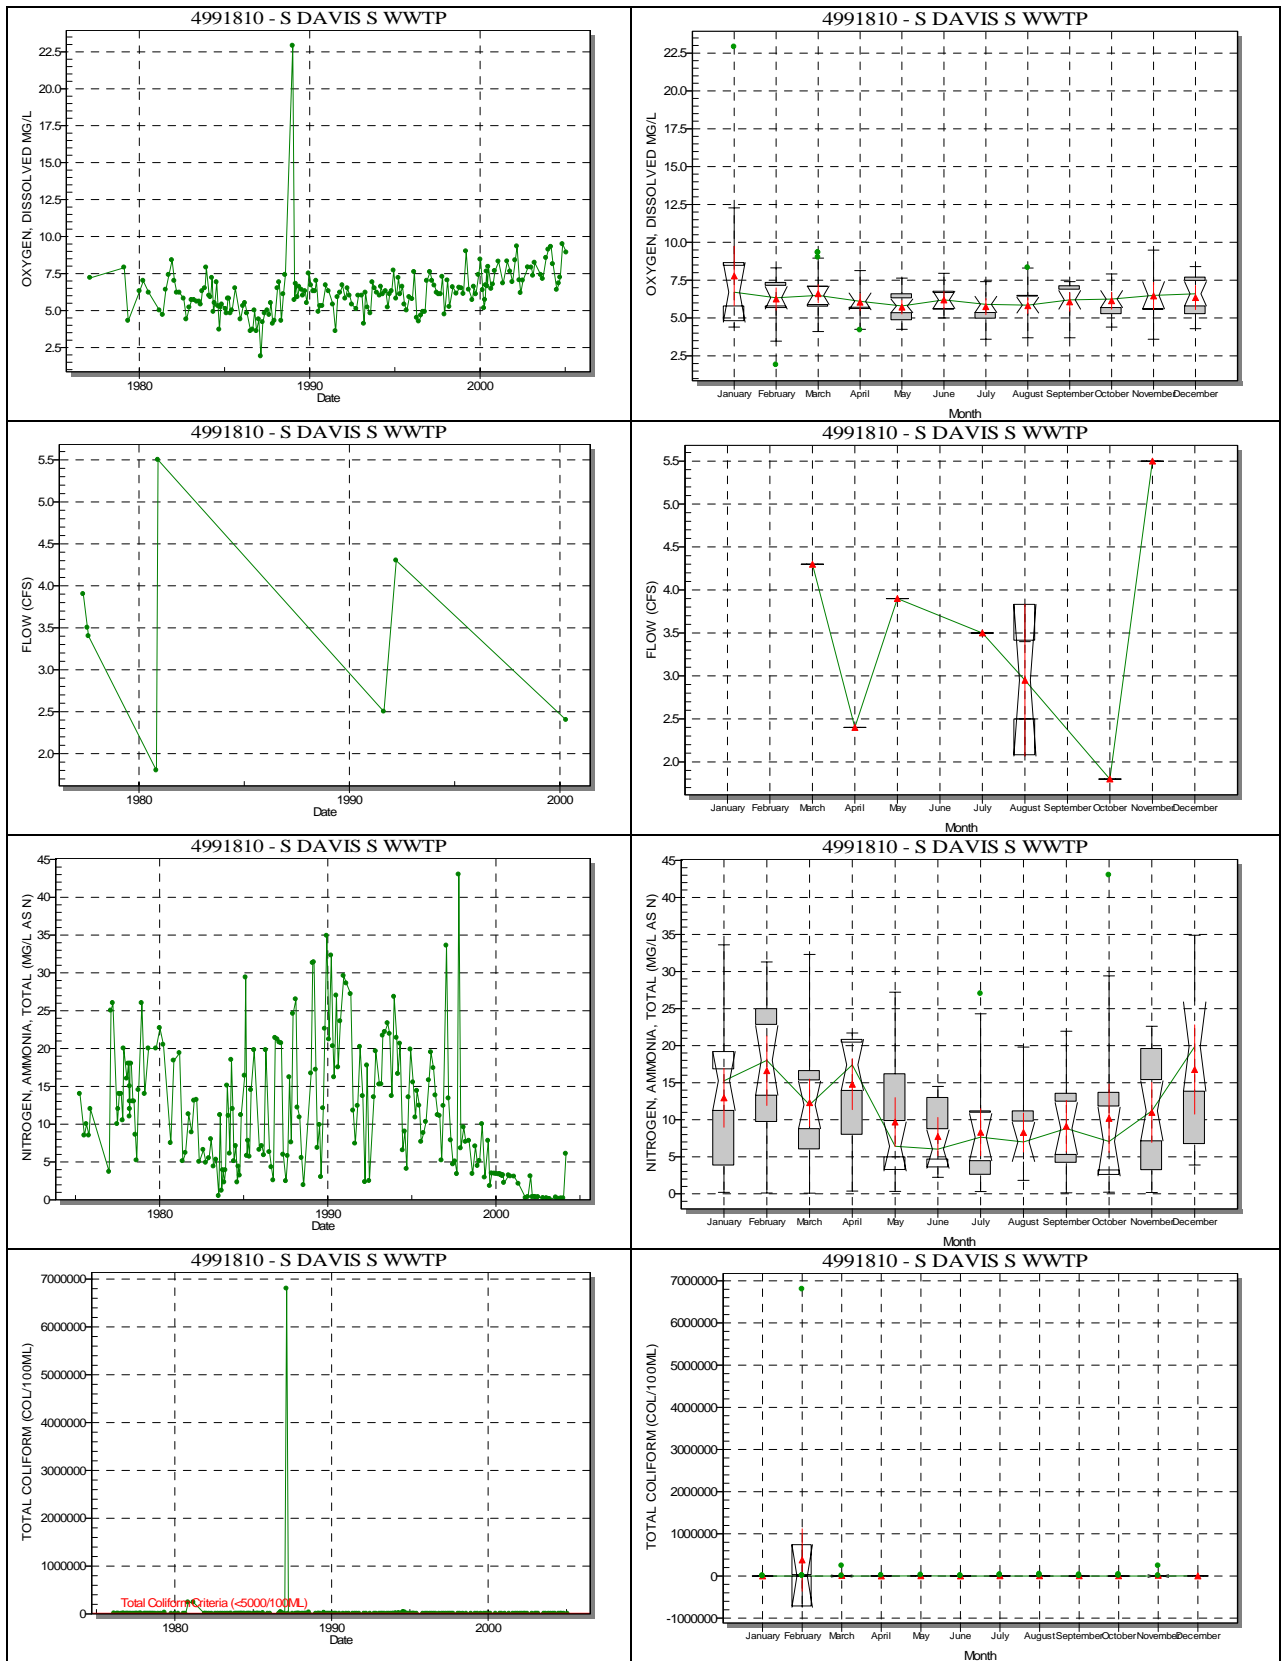 4991810 - S DAVIS S WWTP
OXYGEN, DISSOLVED MG/L
22.5
20.0
17.5
15.0
12.5
10.0
7.5
5.0
2.5
1980 1990 2000
Date
4991810 - S DAVIS S WWTP
OXYGEN, DISSOLVED MG/L
22.5
20.0
17.5
15.0
12.5
10.0
7.5
5.0
2.5
January February March April May June July August September October November December
Month
4991810 - S DAVIS S WWTP
FLOW (CFS)
5.5
5.0
4.5
4.0
3.5
3.0
2.5
2.0
1980 1990 2000
Date
4991810 - S DAVIS S WWTP
FLOW (CFS)
5.5
5.0
4.5
4.0
3.5
3.0
2.5
2.0
January February March April May June July August September October November December
Month
4991810 - S DAVIS S WWTP
NITROGEN, AMMONIA, TOTAL (MG/L AS N)
45
40
35
30
25
20
15
10
5
0
1980 1990 2000
Date
4991810 - S DAVIS S WWTP
NITROGEN, AMMONIA, TOTAL (MG/L AS N)
45
40
35
30
25
20
15
10
5
0
January February March April May June July August September October November December
Month
4991810 - S DAVIS S WWTP
TOTAL COLIFORM (COL/100ML)
7000000
6000000
5000000
4000000
3000000
2000000
1000000
0
Total Coliform Criteria (<5000/100ML)
1980 1990 2000
Date
4991810 - S DAVIS S WWTP
TOTAL COLIFORM (COL/100ML)
7000000
6000000
5000000
4000000
3000000
2000000
1000000
0
-1000000
January February March April May June July August September October November December
Month